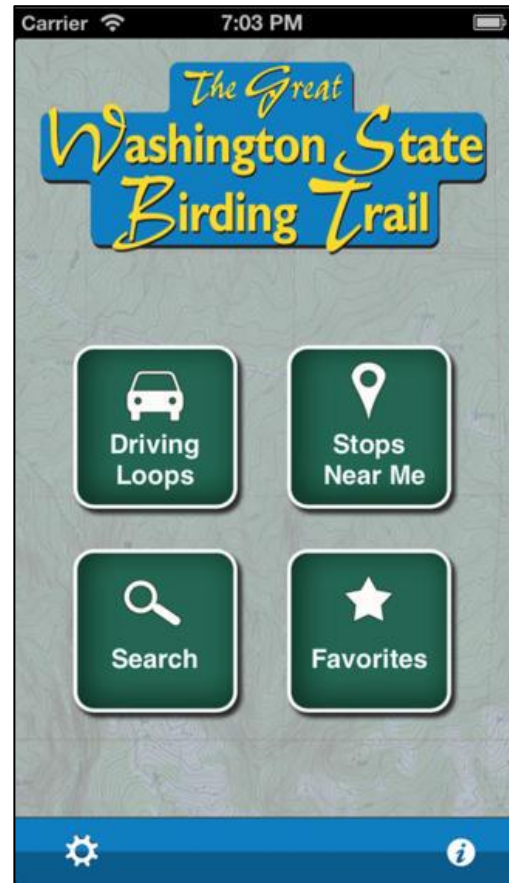 Carrier 7:03 PM
The Great
Washington State
Birding Trail
Driving
Loops
Stops
Near Me
Search
Favorites